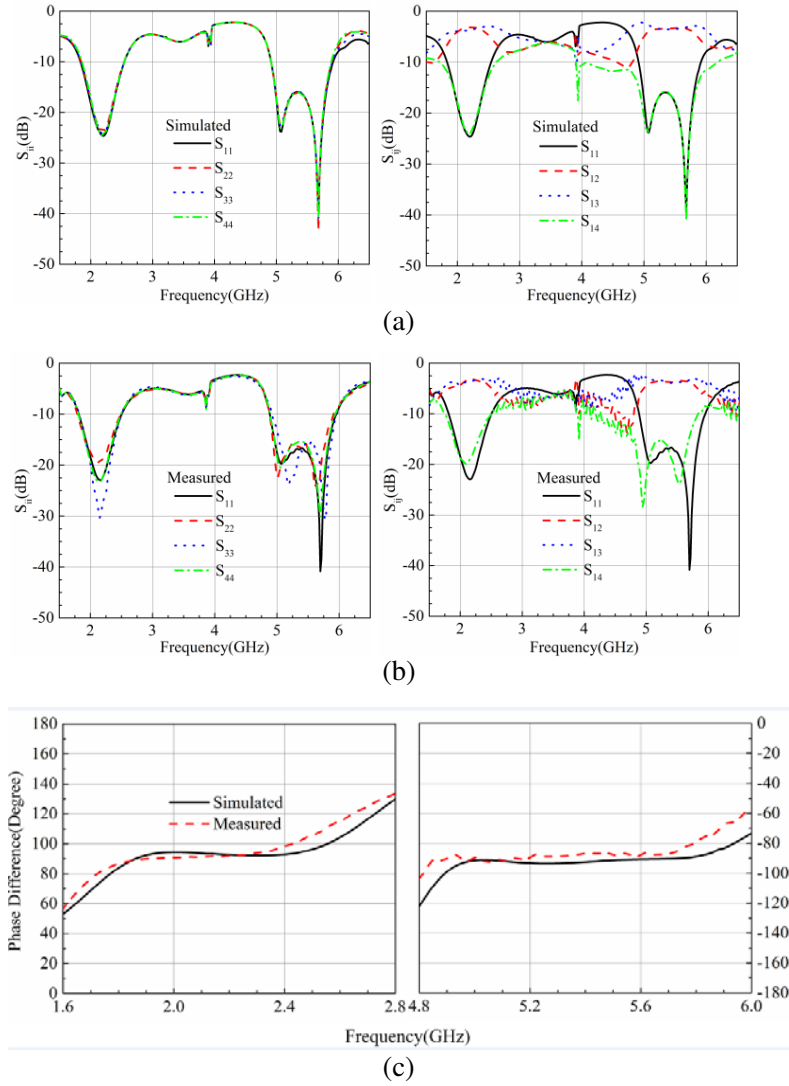 0
-10
-20
-30
-40
-50
Sii(dB)
Simulated
S11
S22
S33
S44
2
3
4
5
6
Frequency(GHz)
0
-10
-20
-30
-40
-50
Sij(dB)
Simulated
S11
S12
S13
S14
2
3
4
5
6
Frequency(GHz)
(a)
0
-10
-20
-30
-40
-50
Sii(dB)
Measured
S11
S22
S33
S44
2
3
4
5
6
Frequency(GHz)
0
-10
-20
-30
-40
-50
Sij(dB)
Measured
S11
S12
S13
S14
2
3
4
5
6
Frequency(GHz)
(b)
180
160
140
120
100
80
60
40
20
0
Phase Difference(Degree)
Simulated
Measured
1.6
2.0
2.4
2.8
4.8
5.2
5.6
6.0
0
-20
-40
-60
-80
-100
-120
-140
-160
-180
Frequency(GHz)
(c)